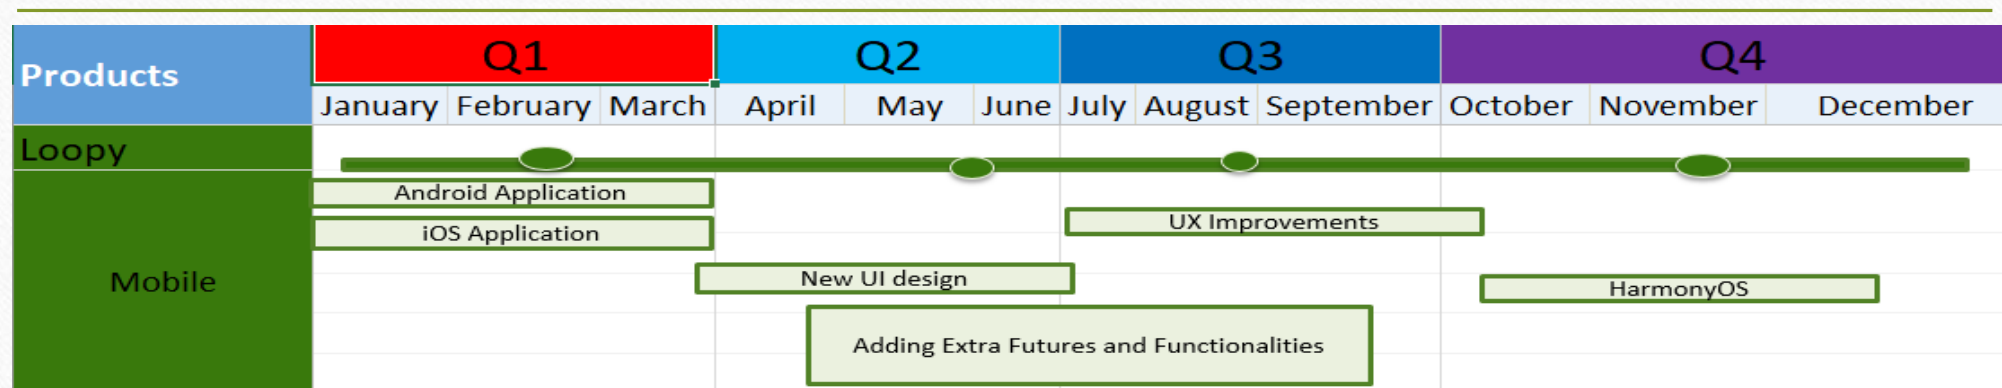 Products
Q1 Q2 Q3 Q4
January February March April May June July August September October November December
Loopy
Mobile
Android Application
iOS Application
UX Improvements
New UI design
HarmonyOS
Adding Extra Futures and Functionalities